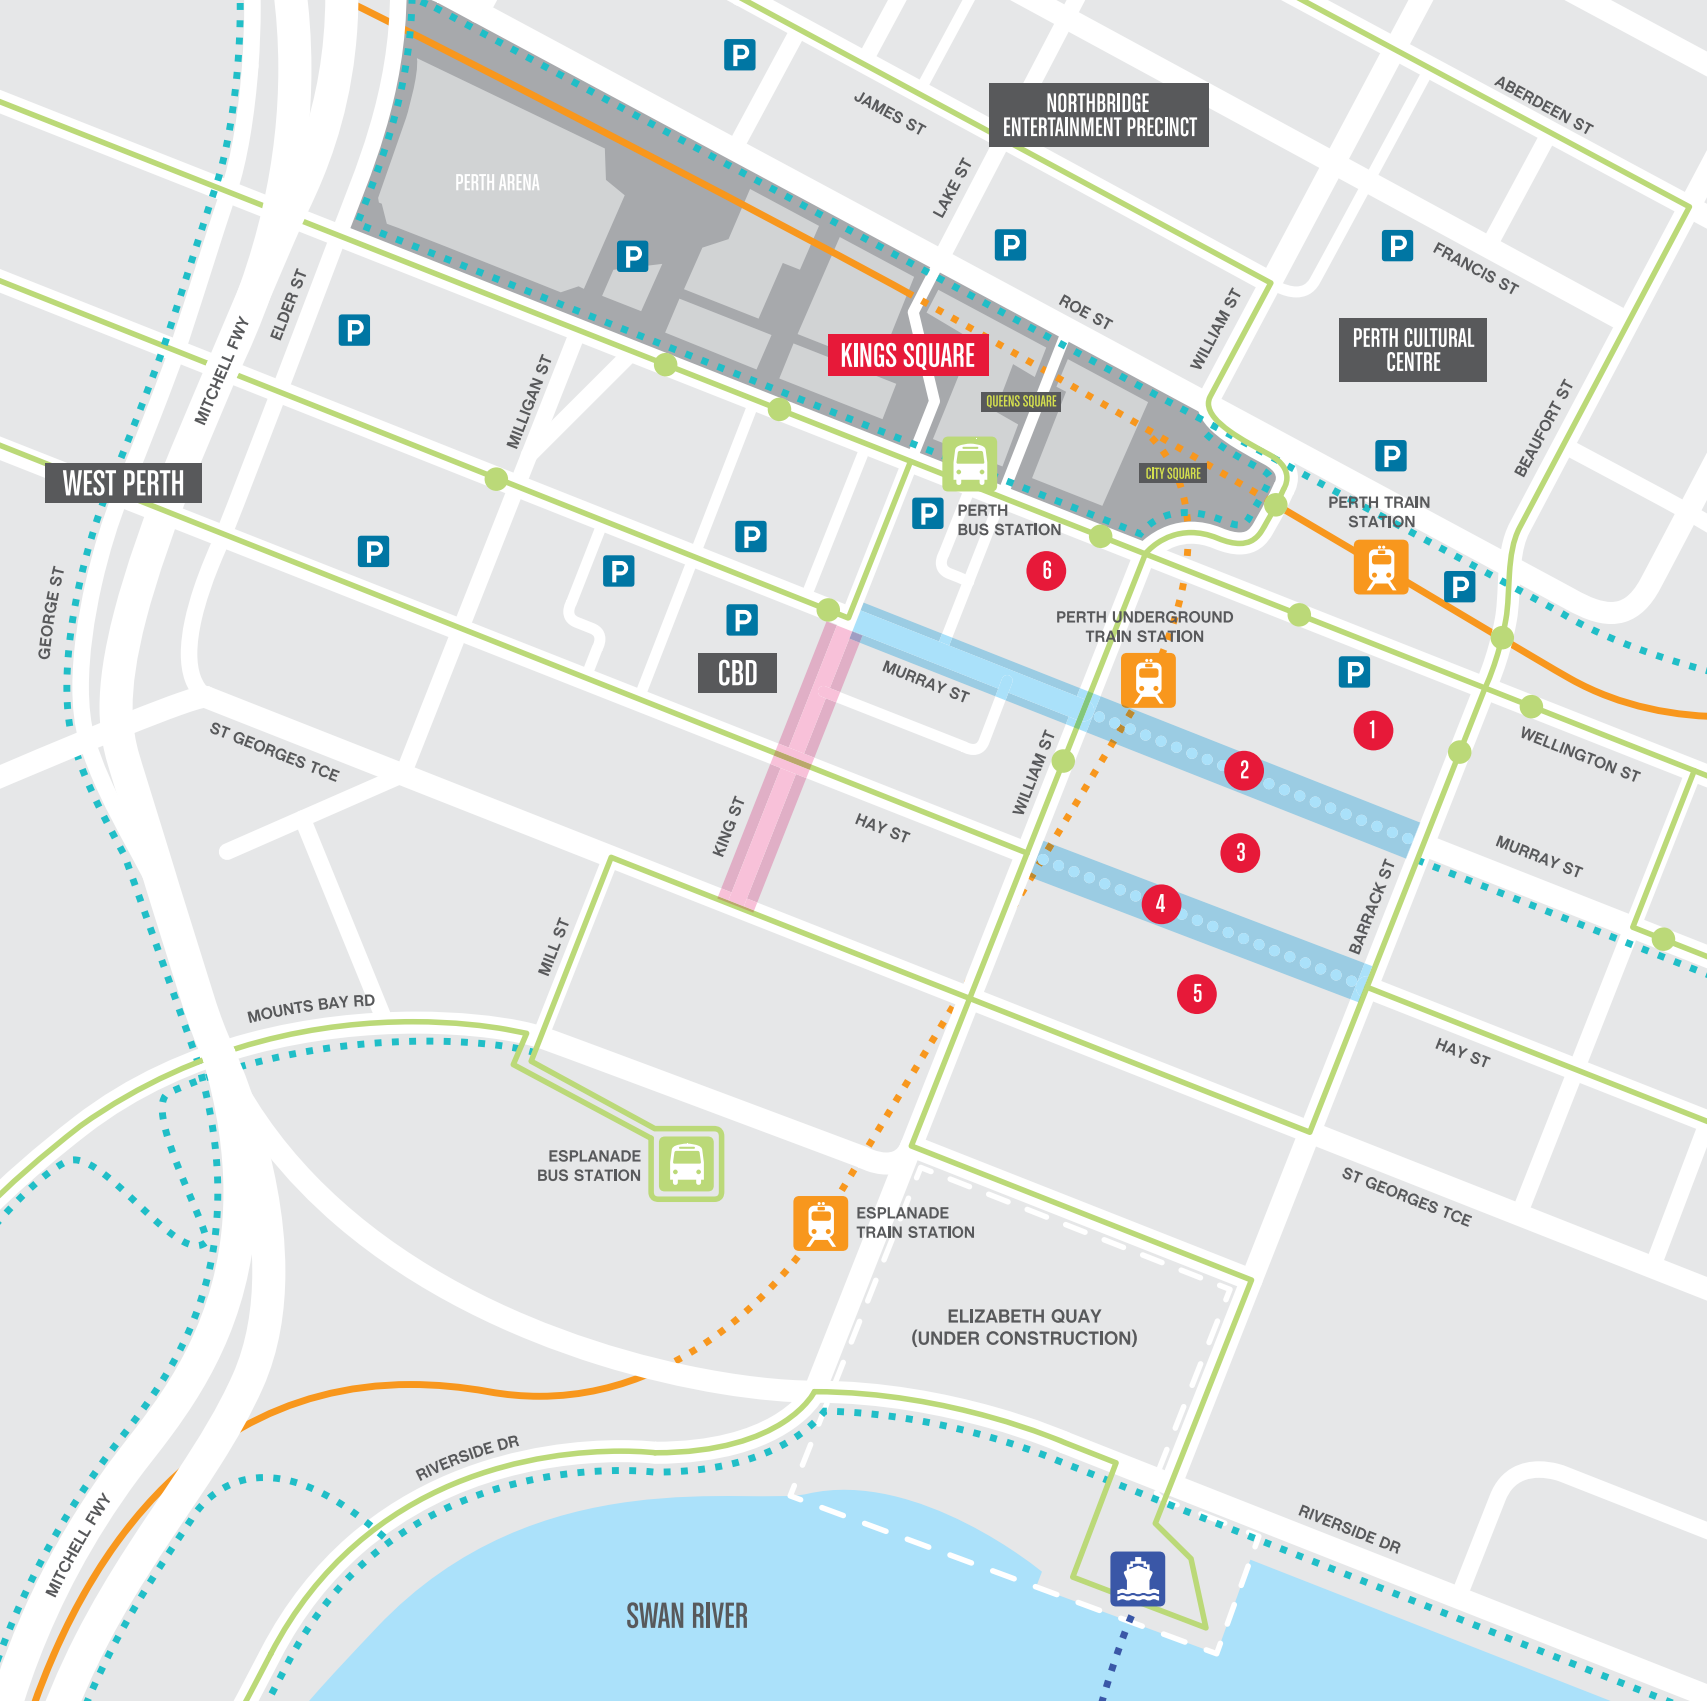 P
ABERDEEN ST
JAMES ST
NORTHBRIDGE
ENTERTAINMENT PRECINCT
PERTH ARENA
LAKE ST
P
P
P
FRANCIS ST
ELDER ST
ROE ST
WILLIAM ST
P
MITCHELL FWY
KINGS SQUARE
PERTH CULTURAL
CENTRE
MILLIGAN ST
QUEENS SQUARE
BEAUFORT ST
P
WEST PERTH
CITY SQUARE
P
PERTH
BUS STATION
PERTH TRAIN
STATION
P
P
P
6
P
GEORGE ST
P
PERTH UNDERGROUND
TRAIN STATION
CBD
MURRAY ST
P
1
ST GEORGES TCE
WILLIAM ST
2
WELLINGTON ST
KING ST
HAY ST
3
MURRAY ST
4
BARRACK ST
MILL ST
5
MOUNTS BAY RD
HAY ST
ESPLANADE
BUS STATION
ST GEORGES TCE
ESPLANADE
TRAIN STATION
ELIZABETH QUAY
(UNDER CONSTRUCTION)
RIVERSIDE DR
MITCHELL FWY
RIVERSIDE DR
SWAN RIVER